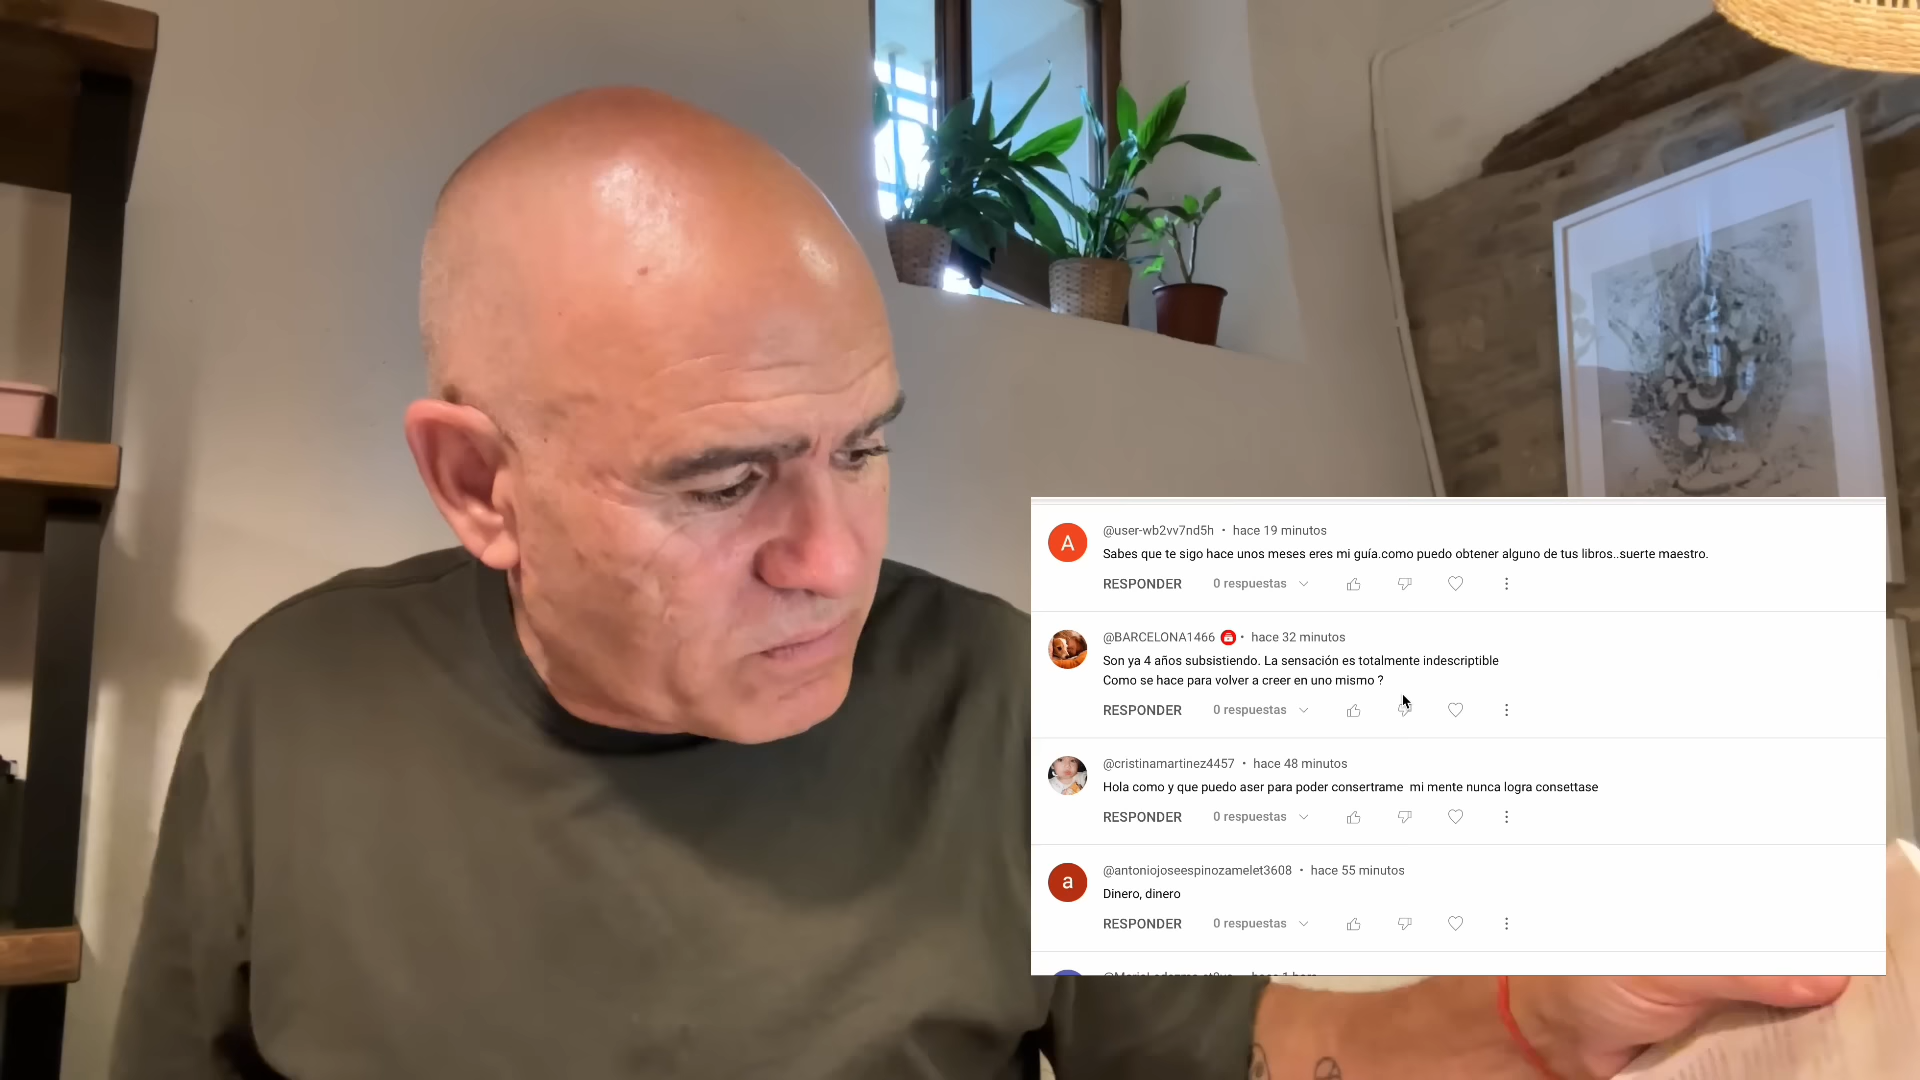 A
@user-wb2vv7nd5h • hace 19 minutos
Sabes que te sigo hace unos meses eres mi guía.como puedo obtener alguno de tus libros..suerte maestro.
RESPONDER 0 respuestas
@BARCELONA1466 • hace 32 minutos
Son ya 4 años subsistiendo. La sensación es totalmente indescriptible
Como se hace para volver a creer en uno mismo ?
RESPONDER 0 respuestas
@cristinamartinez4457 • hace 48 minutos
Hola como y que puedo aser para poder consertrame mi mente nunca logra consettase
RESPONDER 0 respuestas
a
@antoniojoseespinozamelet3608 • hace 55 minutos
Dinero, dinero
RESPONDER 0 respuestas
hace 1 hora